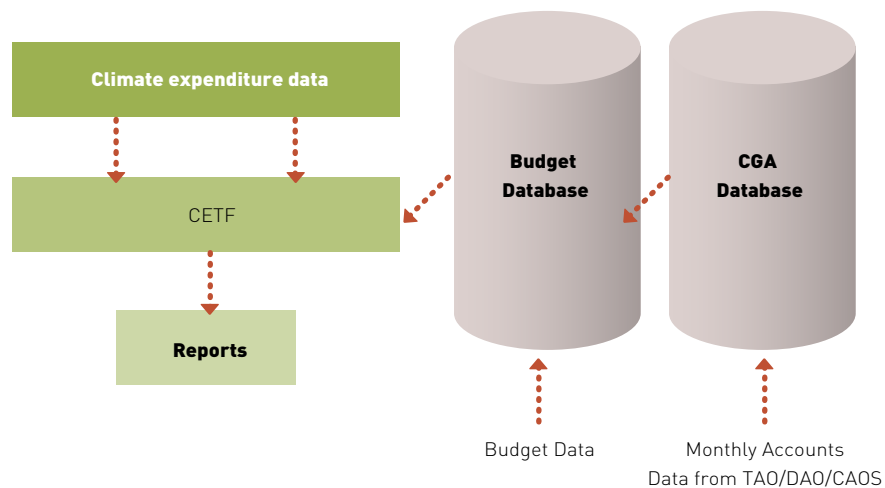 Climate expenditure data
CETF
Reports
Budget
Database
CGA
Database
Budget Data
Monthly Accounts
Data from TAO/DAO/CAOS